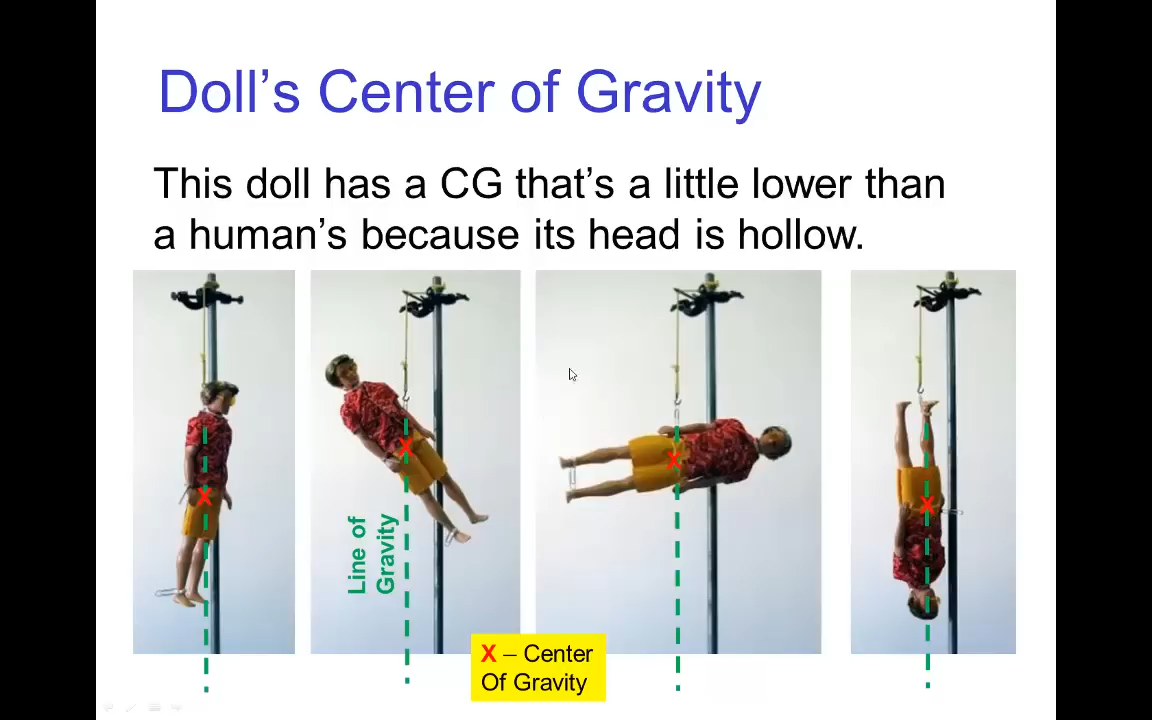 Doll's Center of Gravity
This doll has a CG that's a little lower than
a human's because its head is hollow.
X
X
X
X
Line of
Gravity
X – Center
Of Gravity